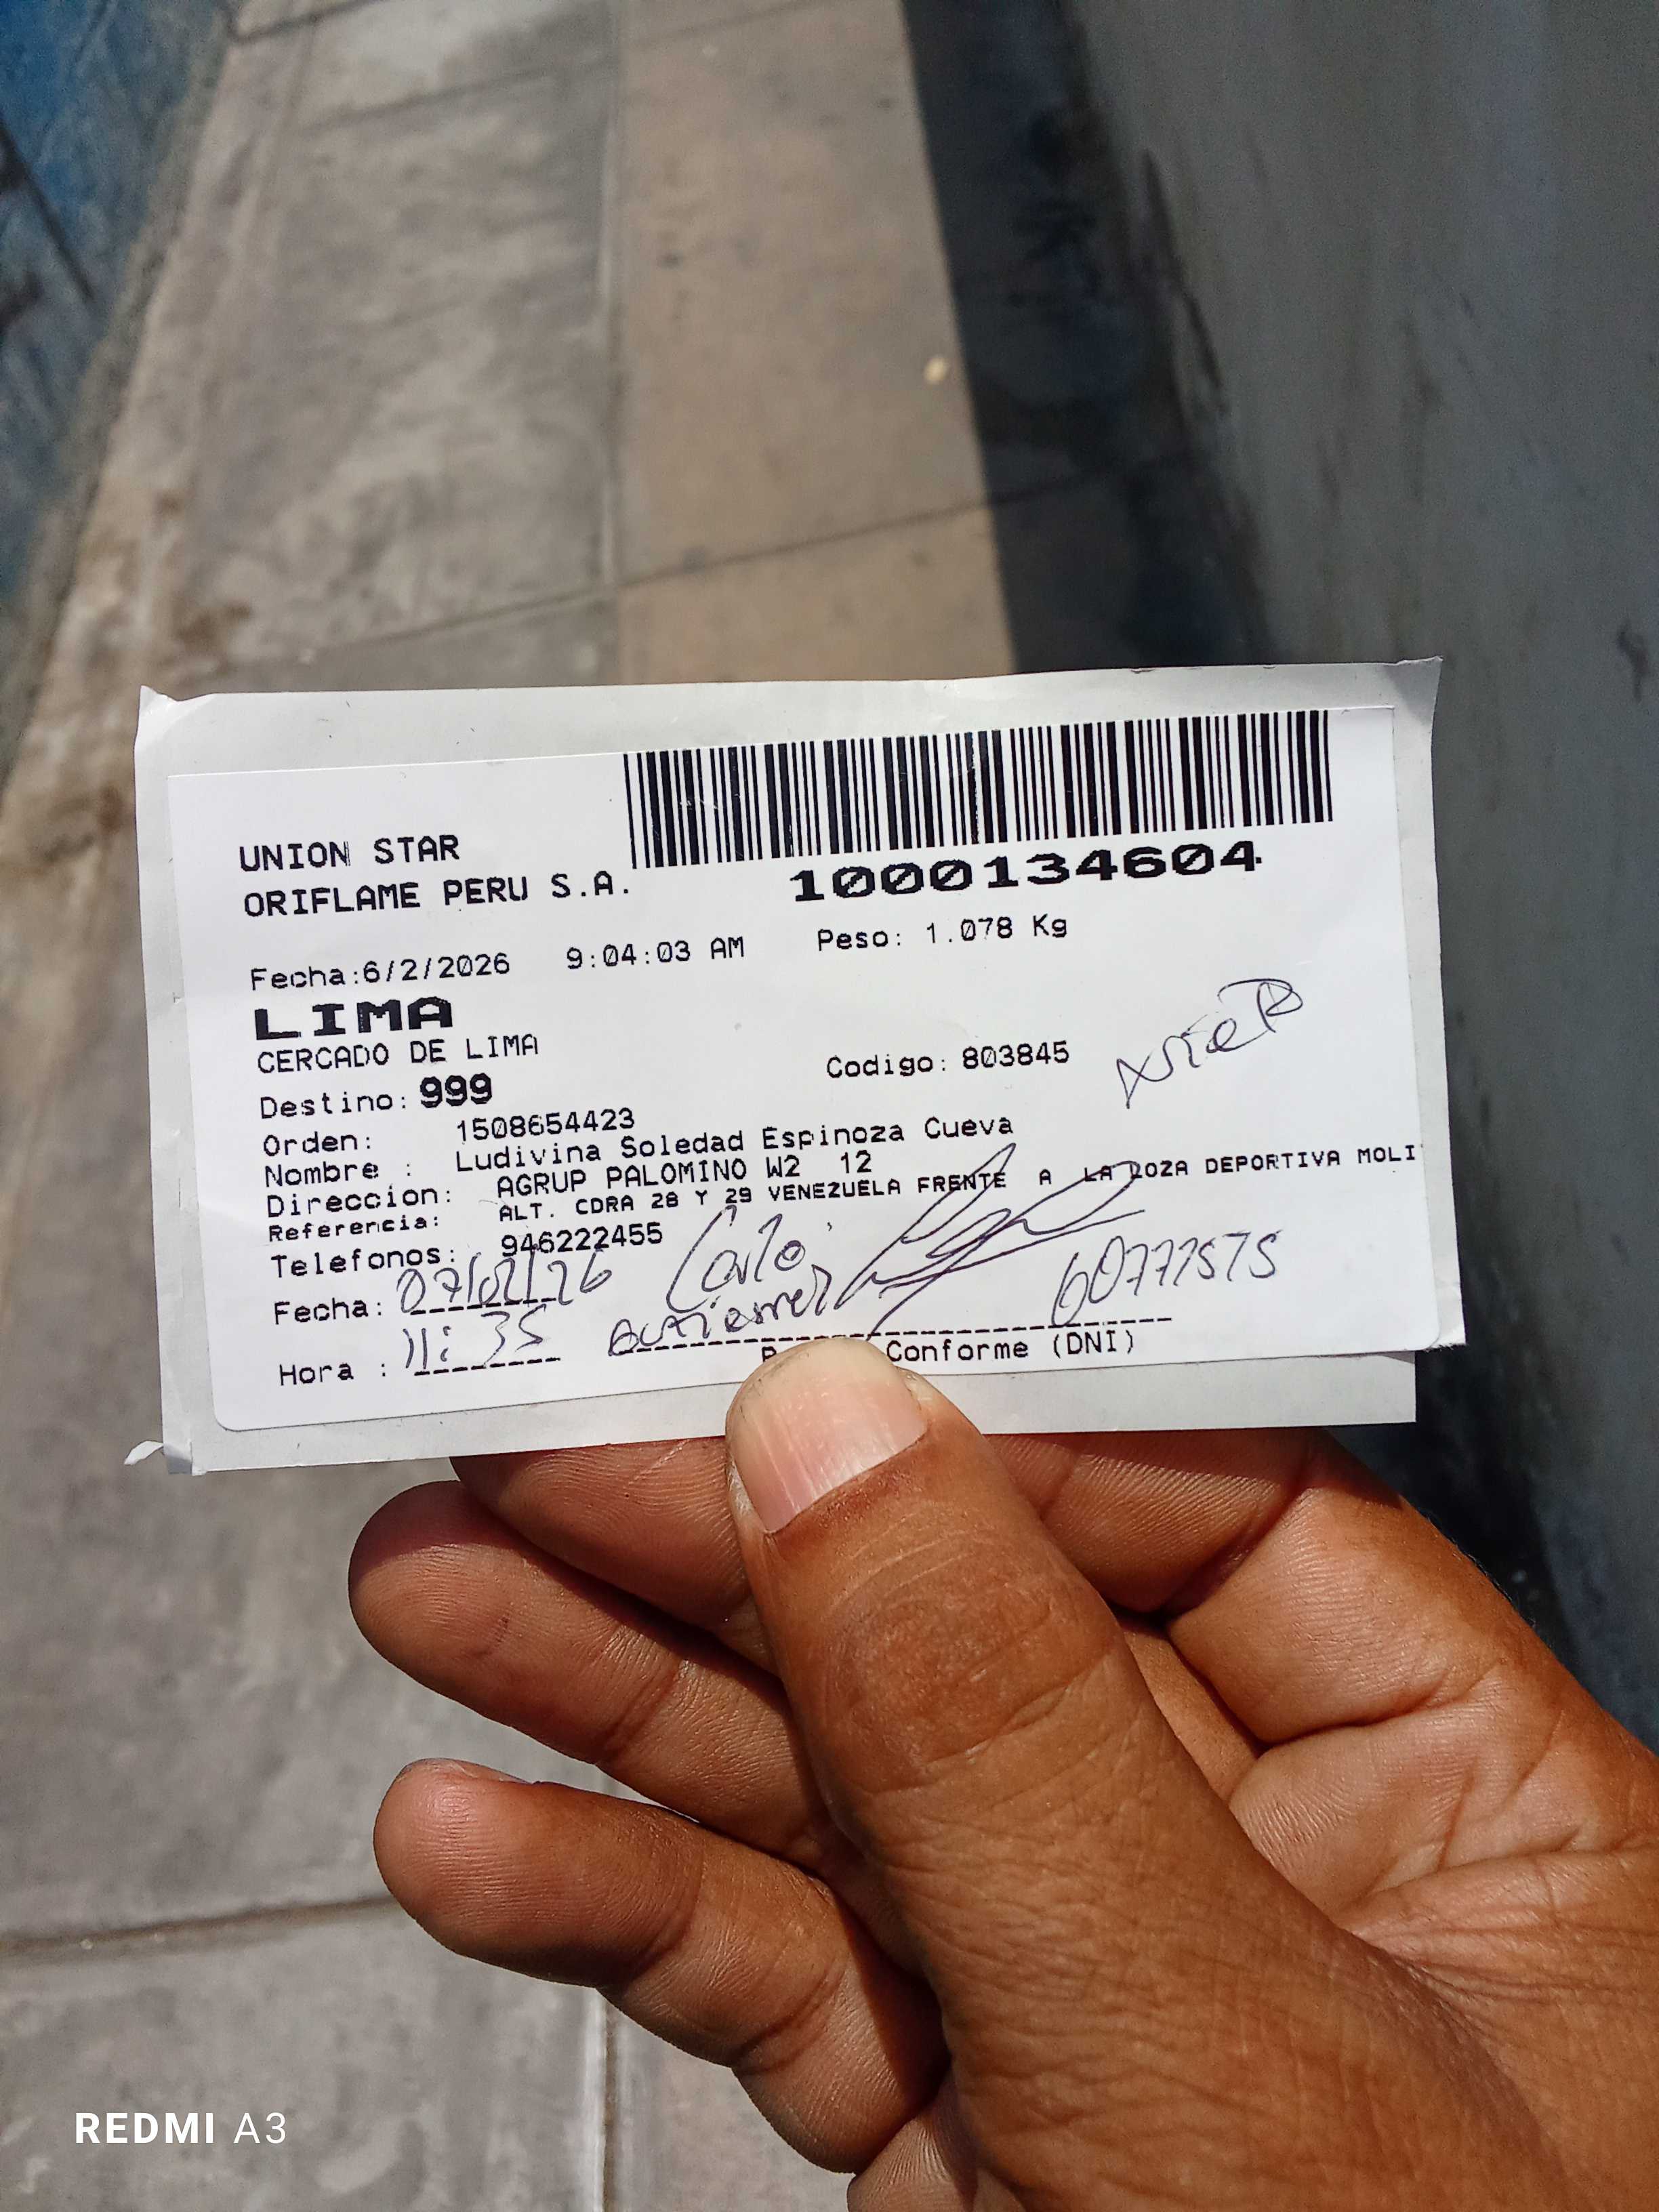 UNION STAR
ORIFLAME PERU S.A.
1000134604
Fecha:6/2/2026 9:04:03 AM Peso: 1.078 Kg
LIMA
CERCADO DE LIMA
Destino: 999 Codigo: 803845
Orden: 1508654423
Nombre : Ludivina Soledad Espinoza Cueva
Direccion: AGRUP PALOMINO W2 12
Referencia: ALT. CDRA 28 Y 29 VENEZUELA FRENTE A LA LOZA DEPORTIVA MOLI
Telefonos: 946222455
Fecha: 07/02/26 Carlo
Hora : 11:35 Gutierrez
Conforme (DNI)
REDMI A3